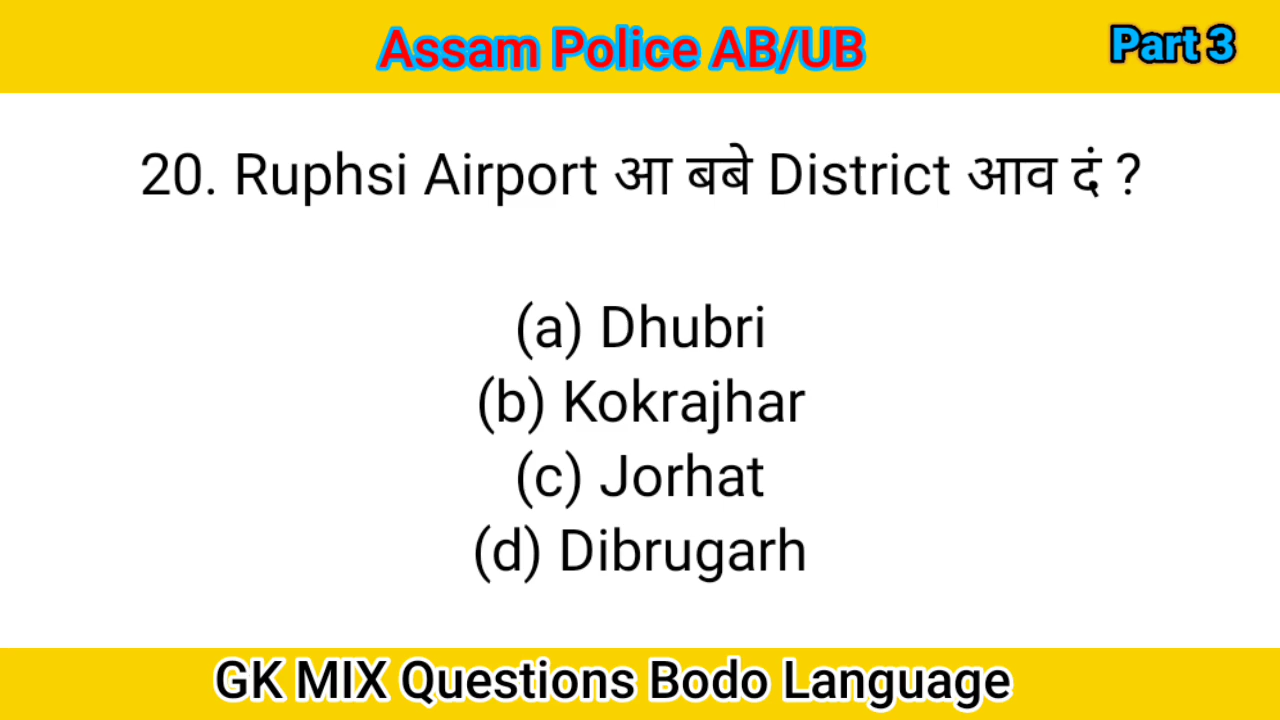 Assam Police AB/UB
Part 3
20. Ruphsi Airport आ बबे District आव दं ?
(a) Dhubri
(b) Kokrajhar
(c) Jorhat
(d) Dibrugarh
GK MIX Questions Bodo Language